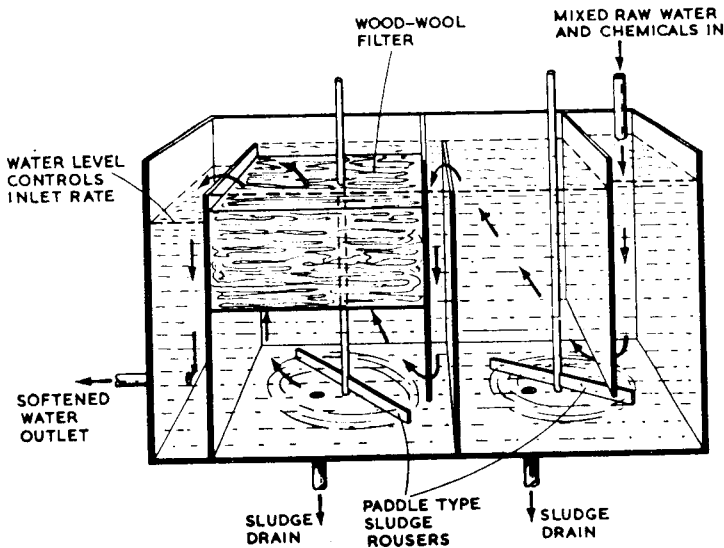 WOOD-WOOL
FILTER
MIXED RAW WATER
AND CHEMICALS IN
WATER LEVEL
CONTROLS
INLET RATE
SOFTENED
WATER
OUTLET
SLUDGE
DRAIN
PADDLE TYPE
SLUDGE
ROUSERS
SLUDGE
DRAIN